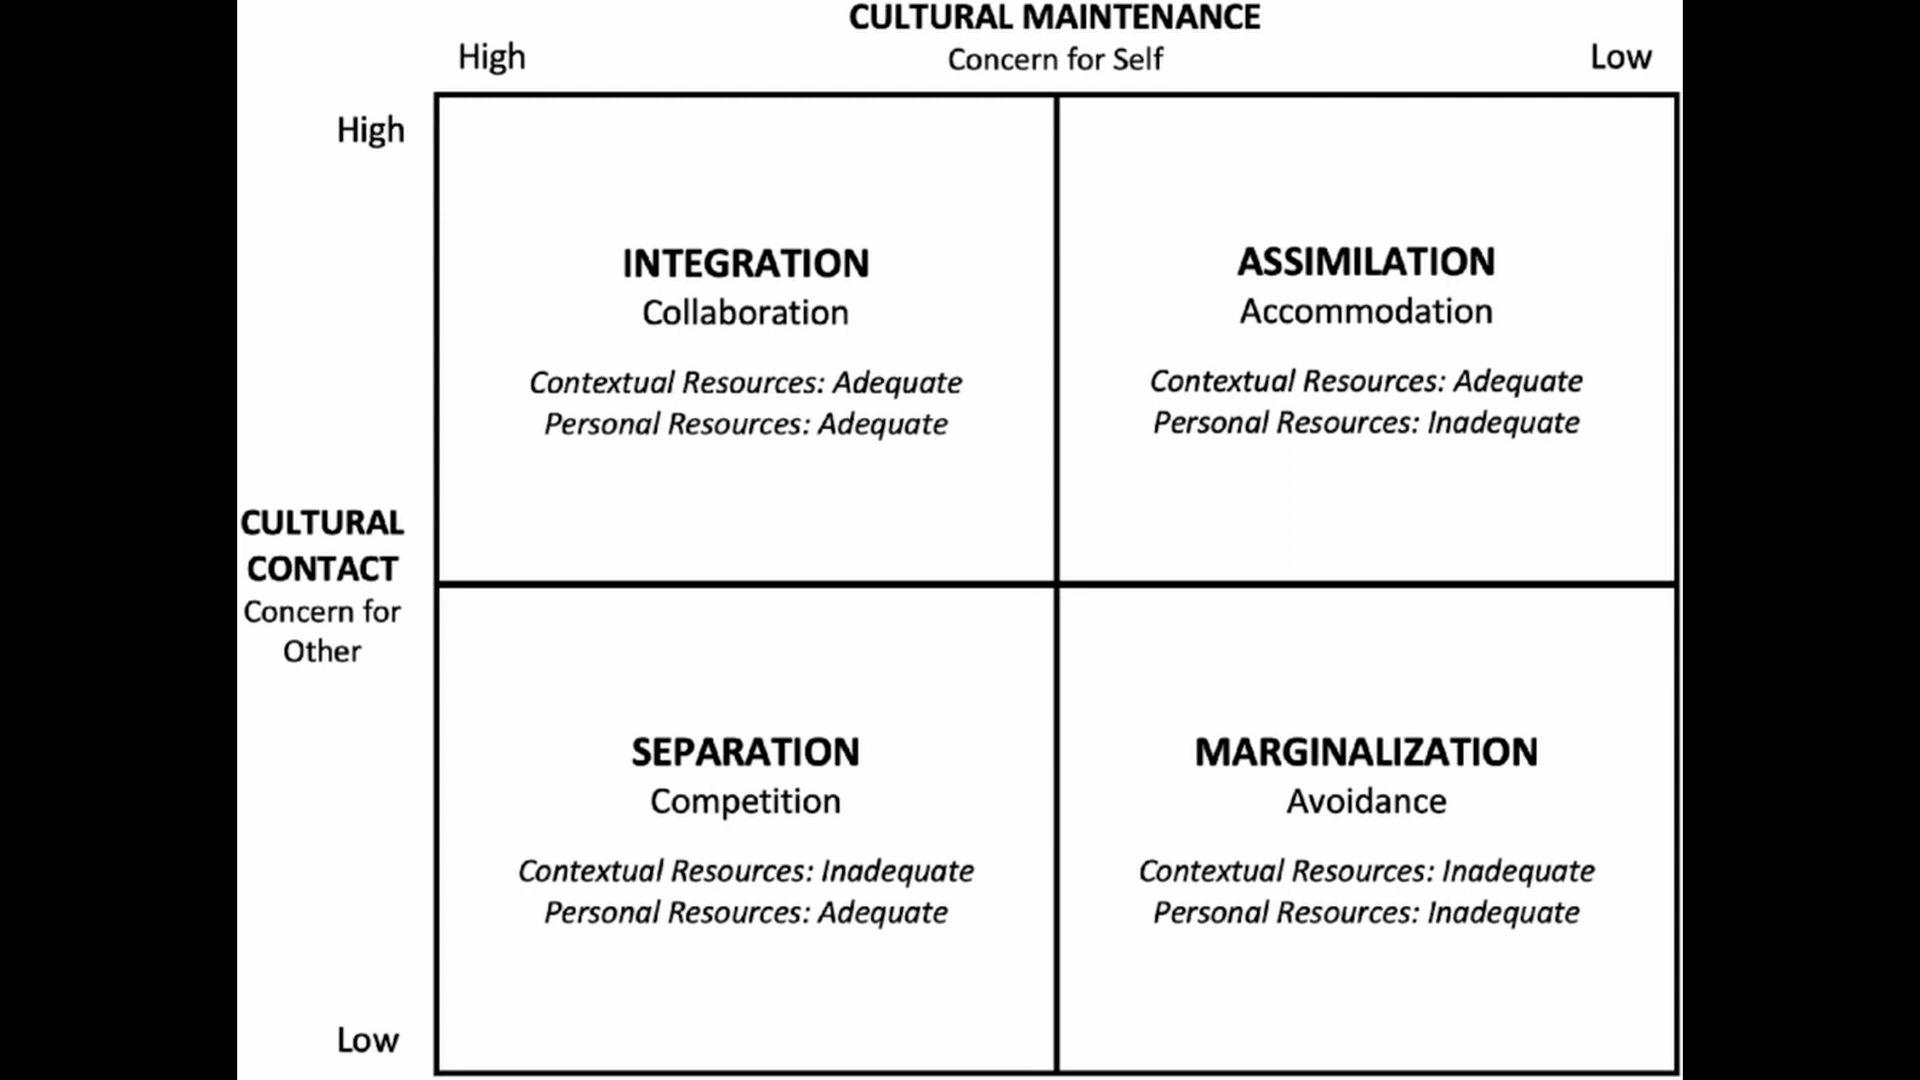 CULTURAL MAINTENANCE
High
Concern for Self
Low
High
INTEGRATION
Collaboration
Contextual Resources: Adequate
Personal Resources: Adequate
ASSIMILATION
Accommodation
Contextual Resources: Adequate
Personal Resources: Inadequate
CULTURAL
CONTACT
Concern for
Other
SEPARATION
Competition
Contextual Resources: Inadequate
Personal Resources: Adequate
MARGINALIZATION
Avoidance
Contextual Resources: Inadequate
Personal Resources: Inadequate
Low